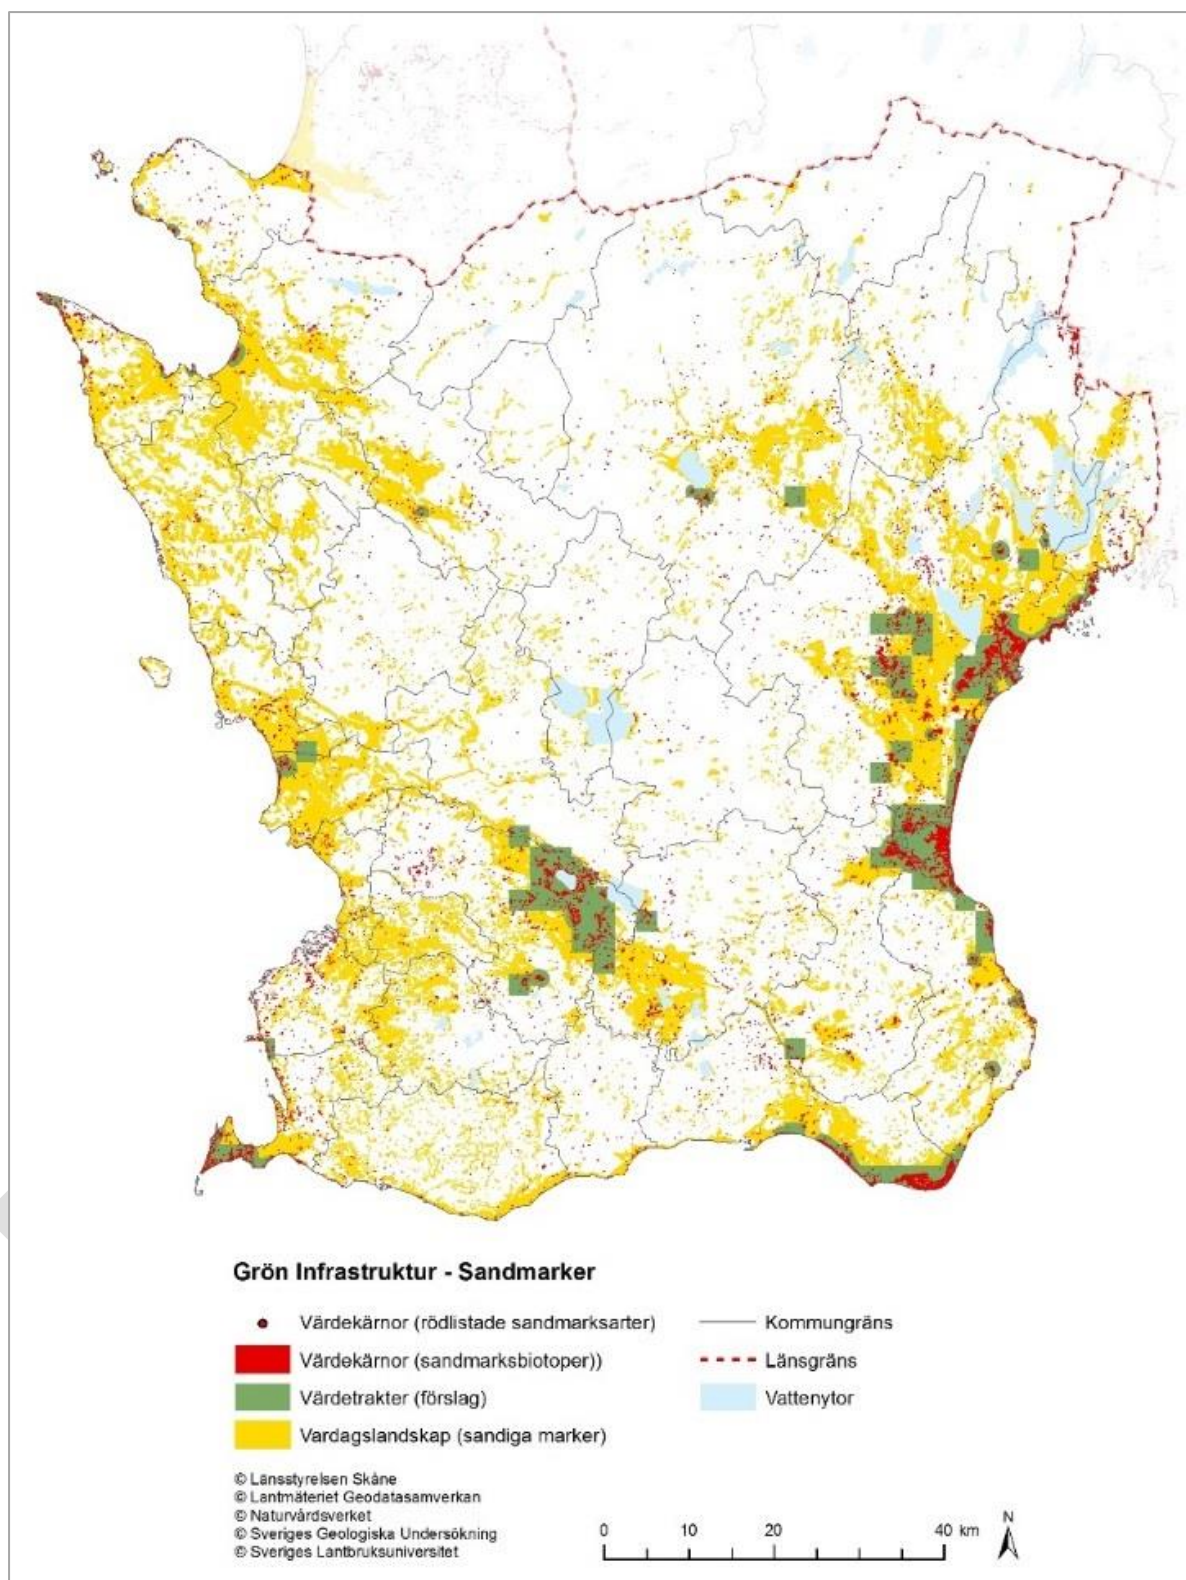 Grön Infrastruktur - Sandmarker
Värdekärnor (rödlistade sandmarksarter)
Värdekärnor (sandmarksbiotoper))
Värdetrakter (förslag)
Vardagslandskap (sandiga marker)
Kommungräns
Länsgräns
Vattenytor
© Länsstyrelsen Skåne
© Lantmäteriet Geodatasamverkan
© Naturvårdsverket
© Sveriges Geologiska Undersökning
© Sveriges Lantbruksuniversitet
0 10 20 40 km
N